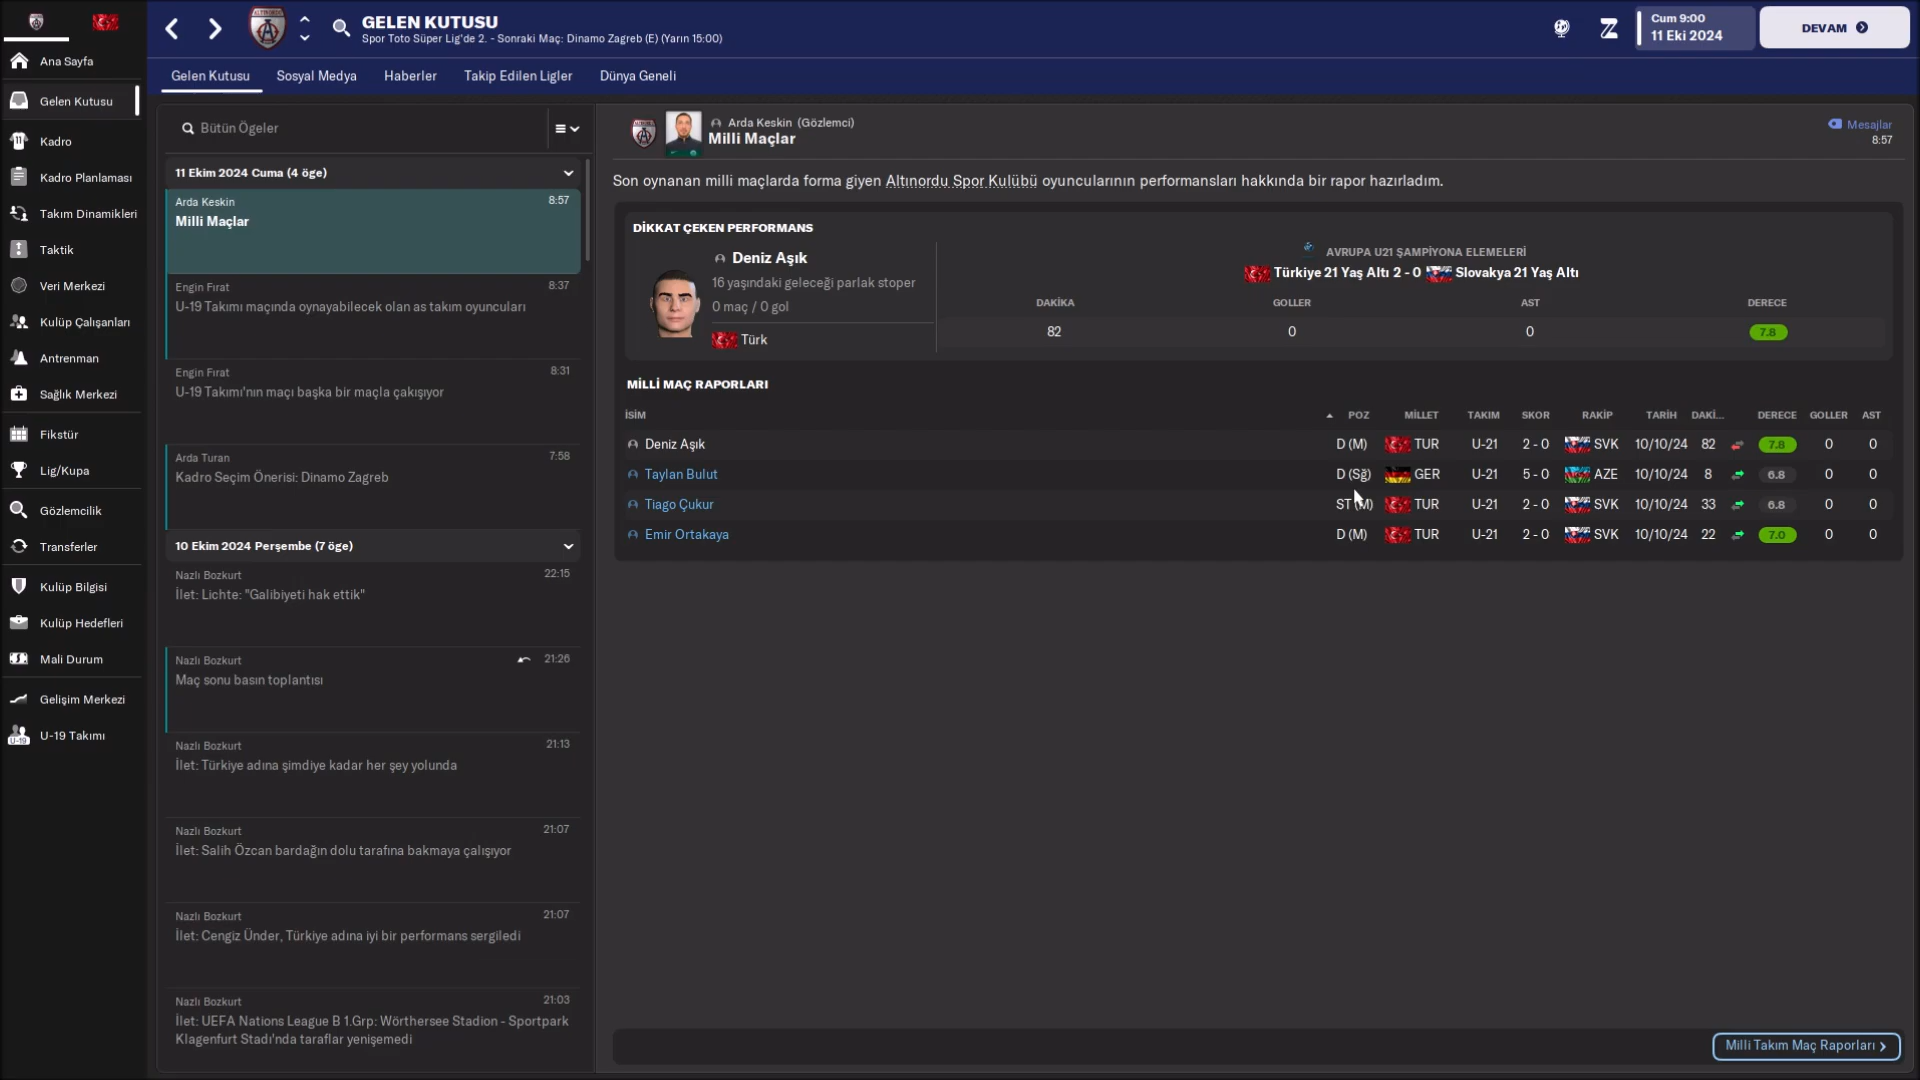 GELEN KUTUSU
Spor Toto Süper Lig'de 2. - Sonraki Maç: Dinamo Zagreb (E) (Yarın 15:00)
Cum 9:00
11 Eki 2024
DEVAM
Ana Sayfa
Gelen Kutusu
Kadro
Kadro Planlaması
Takım Dinamikleri
Taktik
Veri Merkezi
Kulüp Çalışanları
Antrenman
Sağlık Merkezi
Fikstür
Lig/Kupa
Gözlemcilik
Transferler
Kulüp Bilgisi
Kulüp Hedefleri
Mali Durum
Gelişim Merkezi
U-19 Takımı
Gelen Kutusu Sosyal Medya Haberler Takip Edilen Ligler Dünya Geneli
Bütün Ögeler
11 Ekim 2024 Cuma (4 öge)
Arda Keskin 8:57
Milli Maçlar
Engin Fırat 8:37
U-19 Takımı maçında oynayabilecek olan as takım oyuncuları
Engin Fırat 8:31
U-19 Takımı'nın maçı başka bir maçla çakışıyor
Arda Turan 7:58
Kadro Seçim Önerisi: Dinamo Zagreb
10 Ekim 2024 Perşembe (7 öge)
Nazlı Bozkurt 22:15
İlet: Lichte: "Galibiyeti hak ettik"
Nazlı Bozkurt 21:26
Maç sonu basın toplantısı
Nazlı Bozkurt 21:13
İlet: Türkiye adına şimdiye kadar her şey yolunda
Nazlı Bozkurt 21:07
İlet: Salih Özcan bardağın dolu tarafına bakmaya çalışıyor
Nazlı Bozkurt 21:07
İlet: Cengiz Ünder, Türkiye adına iyi bir performans sergiledi
Nazlı Bozkurt 21:03
İlet: UEFA Nations League B 1.Grp: Wörthersee Stadion - Sportpark
Klagenfurt Stadı'nda taraflar yenişemedi
Arda Keskin (Gözlemci)
Milli Maçlar
Mesajlar
8:57
Son oynanan milli maçlarda forma giyen Altınordu Spor Kulübü oyuncularının performansları hakkında bir rapor hazırladım.
DİKKAT ÇEKEN PERFORMANS
Deniz Aşık
16 yaşındaki geleceği parlak stoper
0 maç / 0 gol
Türk
AVRUPA U21 ŞAMPİYONA ELEMELERİ
Türkiye 21 Yaş Altı 2 - 0 Slovakya 21 Yaş Altı
DAKİKA GOLLER AST DERECE
82 0 0 7.8
MİLLİ MAÇ RAPORLARI
İSİM POZ MİLLET TAKIM SKOR RAKİP TARİH DAKİ... DERECE GOLLER AST
Deniz Aşık D (M) TUR U-21 2 - 0 SVK 10/10/24 82 7.8 0 0
Taylan Bulut D (Sğ) GER U-21 5 - 0 AZE 10/10/24 8 6.8 0 0
Tiago Çukur ST (M) TUR U-21 2 - 0 SVK 10/10/24 33 6.8 0 0
Emir Ortakaya D (M) TUR U-21 2 - 0 SVK 10/10/24 22 7.0 0 0
Milli Takım Maç Raporları